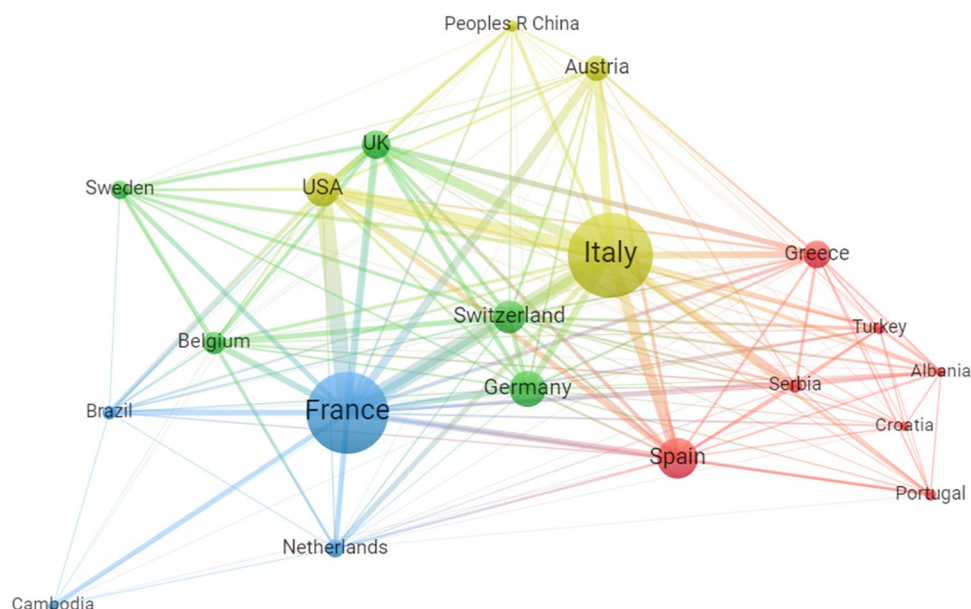 Peoples R China
Austria
UK
USA
Sweden
Italy
Greece
Switzerland
Turkey
Belgium
Albania
Serbia
Germany
France
Brazil
Croatia
Spain
Portugal
Netherlands
Cambodia